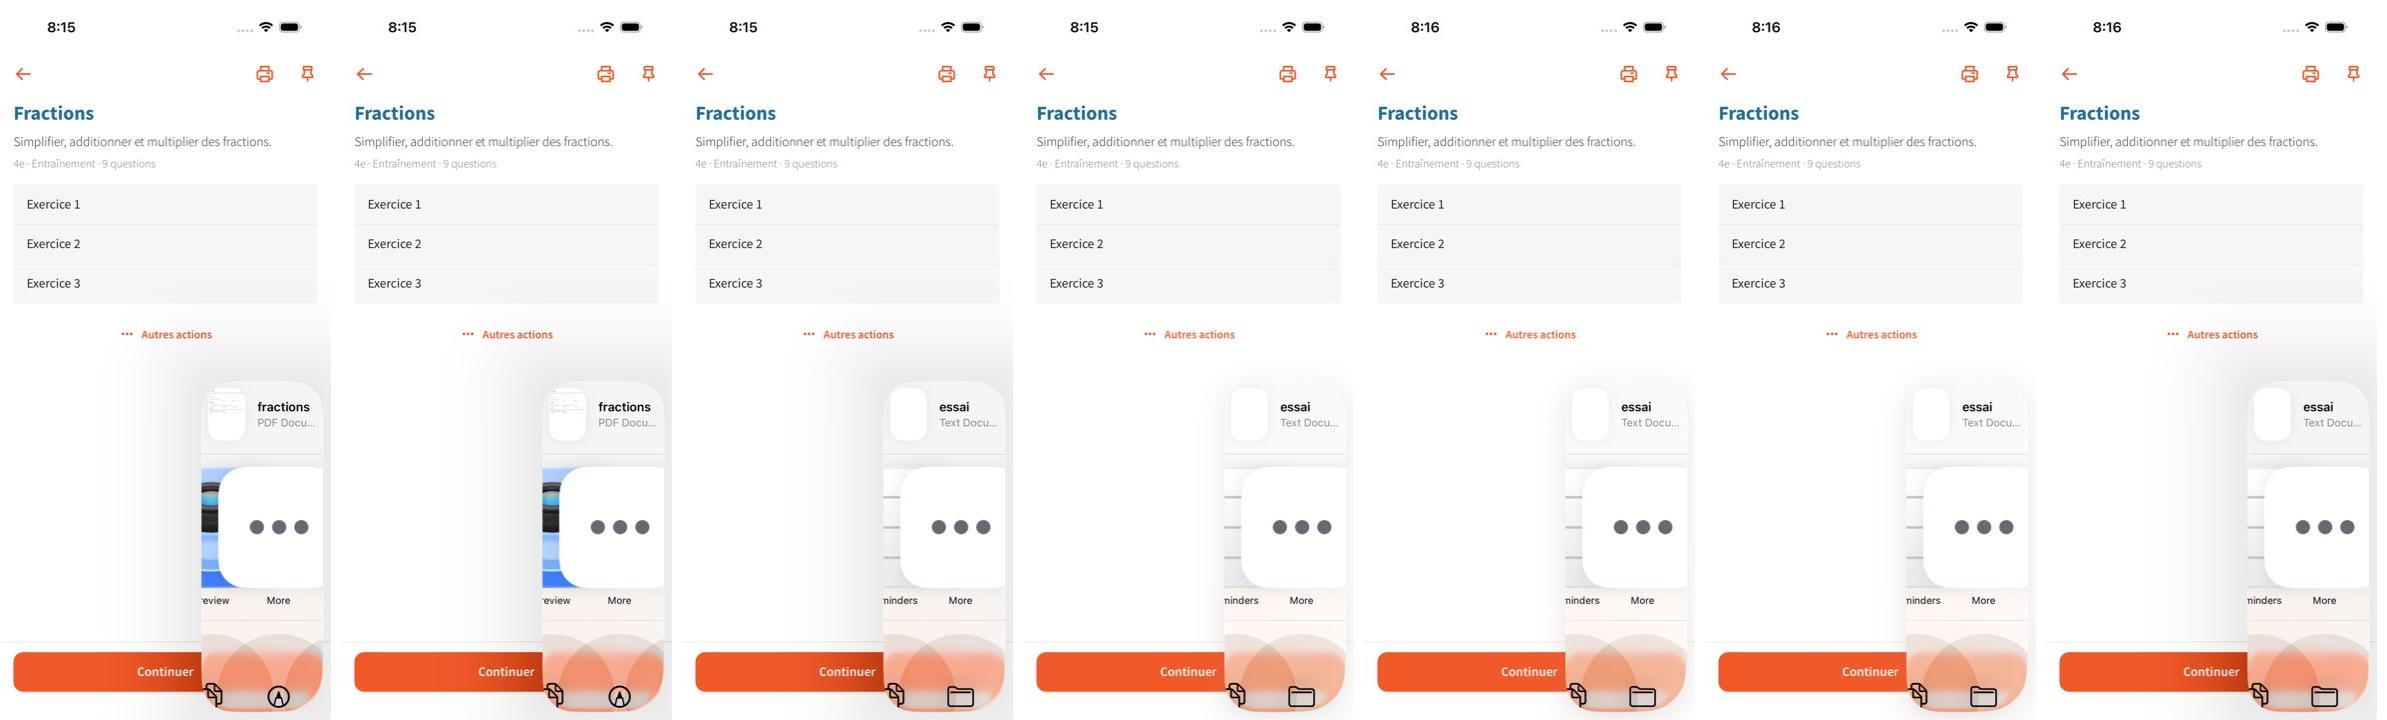 8:15
Fractions
Simplifier, additionner et multiplier des fractions.
4e · Entraînement · 9 questions
Exercice 1
Exercice 2
Exercice 3
Autres actions
fractions
PDF Docu...
review
More
Continuer
8:15
Fractions
Simplifier, additionner et multiplier des fractions.
4e · Entraînement · 9 questions
Exercice 1
Exercice 2
Exercice 3
Autres actions
fractions
PDF Docu...
review
More
Continuer
8:15
Fractions
Simplifier, additionner et multiplier des fractions.
4e · Entraînement · 9 questions
Exercice 1
Exercice 2
Exercice 3
Autres actions
essai
Text Docu...
minders
More
Continuer
8:15
Fractions
Simplifier, additionner et multiplier des fractions.
4e · Entraînement · 9 questions
Exercice 1
Exercice 2
Exercice 3
Autres actions
essai
Text Docu...
minders
More
Continuer
8:16
Fractions
Simplifier, additionner et multiplier des fractions.
4e · Entraînement · 9 questions
Exercice 1
Exercice 2
Exercice 3
Autres actions
essai
Text Docu...
minders
More
Continuer
8:16
Fractions
Simplifier, additionner et multiplier des fractions.
4e · Entraînement · 9 questions
Exercice 1
Exercice 2
Exercice 3
Autres actions
essai
Text Docu...
minders
More
Continuer
8:16
Fractions
Simplifier, additionner et multiplier des fractions.
4e · Entraînement · 9 questions
Exercice 1
Exercice 2
Exercice 3
Autres actions
essai
Text Docu...
minders
More
Continuer